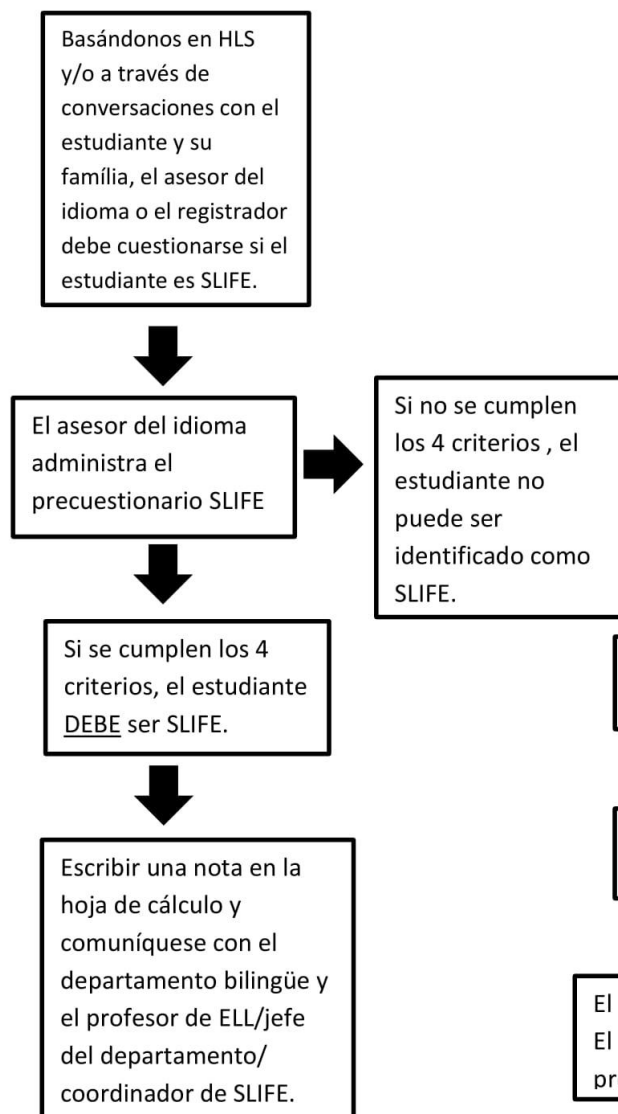 Basándonos en HLS
y/o a través de
conversaciones con el
estudiante y su
família, el asesor del
idioma o el registrador
debe cuestionarse si el
estudiante es SLIFE.
El asesor del idioma
administra el
precuestionario SLIFE
Si no se cumplen
los 4 criterios , el
estudiante no
puede ser
identificado como
SLIFE.
Si se cumplen los 4
criterios, el estudiante
DEBE ser SLIFE.
Escribir una nota en la
hoja de cálculo y
comuníquese con el
departamento bilingüe y
el profesor de ELL/jefe
del departamento/
coordinador de SLIFE.
El
El